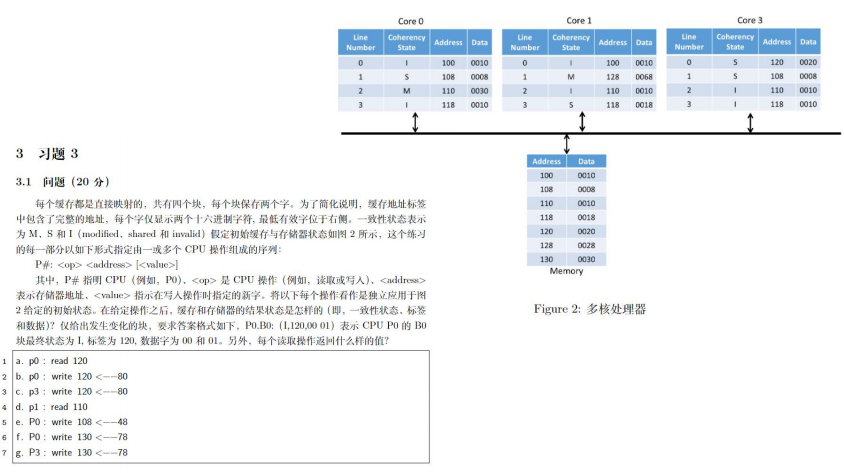 Core 0
Line Number Coherency State Address Data
0 I 100 0010
1 S 108 0008
2 M 110 0030
3 I 118 0010
Core 1
Line Number Coherency State Address Data
0 I 100 0010
1 M 128 0068
2 I 110 0010
3 S 118 0018
Core 3
Line Number Coherency State Address Data
0 S 120 0020
1 S 108 0008
2 I 110 0010
3 I 118 0010
Address Data
100 0010
108 0008
110 0010
118 0018
120 0020
128 0028
130 0030
Memory
Figure 2: 多核处理器
3 习题 3
3.1 问题（20 分）
每个缓存都是直接映射的，共有四个块，每个块保存两个字。为了简化说明，缓存地址标签
中包含了完整的地址，每个字仅显示两个十六进制字符, 最低有效字位于右侧。一致性状态表示
为 M、S 和 I（modified、shared 和 invalid）假定初始缓存与存储器状态如图 2 所示，这个练习
的每一部分以如下形式指定由一或多个 CPU 操作组成的序列：
P#: <op> <address> [<value>]
其中，P# 指明 CPU（例如，P0）、<op> 是 CPU 操作（例如，读取或写入）、<address>
表示存储器地址、<value> 指示在写入操作时指定的新字。将以下每个操作看作是独立应用于图
2 给定的初始状态。在给定操作之后，缓存和存储器的结果状态是怎样的（即，一致性状态、标签
和数据）？仅给出发生变化的块，要求答案格式如下，P0.B0: (I,120,00 01) 表示 CPU P0 的 B0
块最终状态为 I, 标签为 120, 数据字为 00 和 01。另外，每个读取操作返回什么样的值？
1 a. p0 : read 120
2 b. p0 : write 120 <——80
3 c. p3 : write 120 <——80
4 d. p1 : read 110
5 e. P0 : write 108 <——48
6 f. P0 : write 130 <——78
7 g. P3 : write 130 <——78